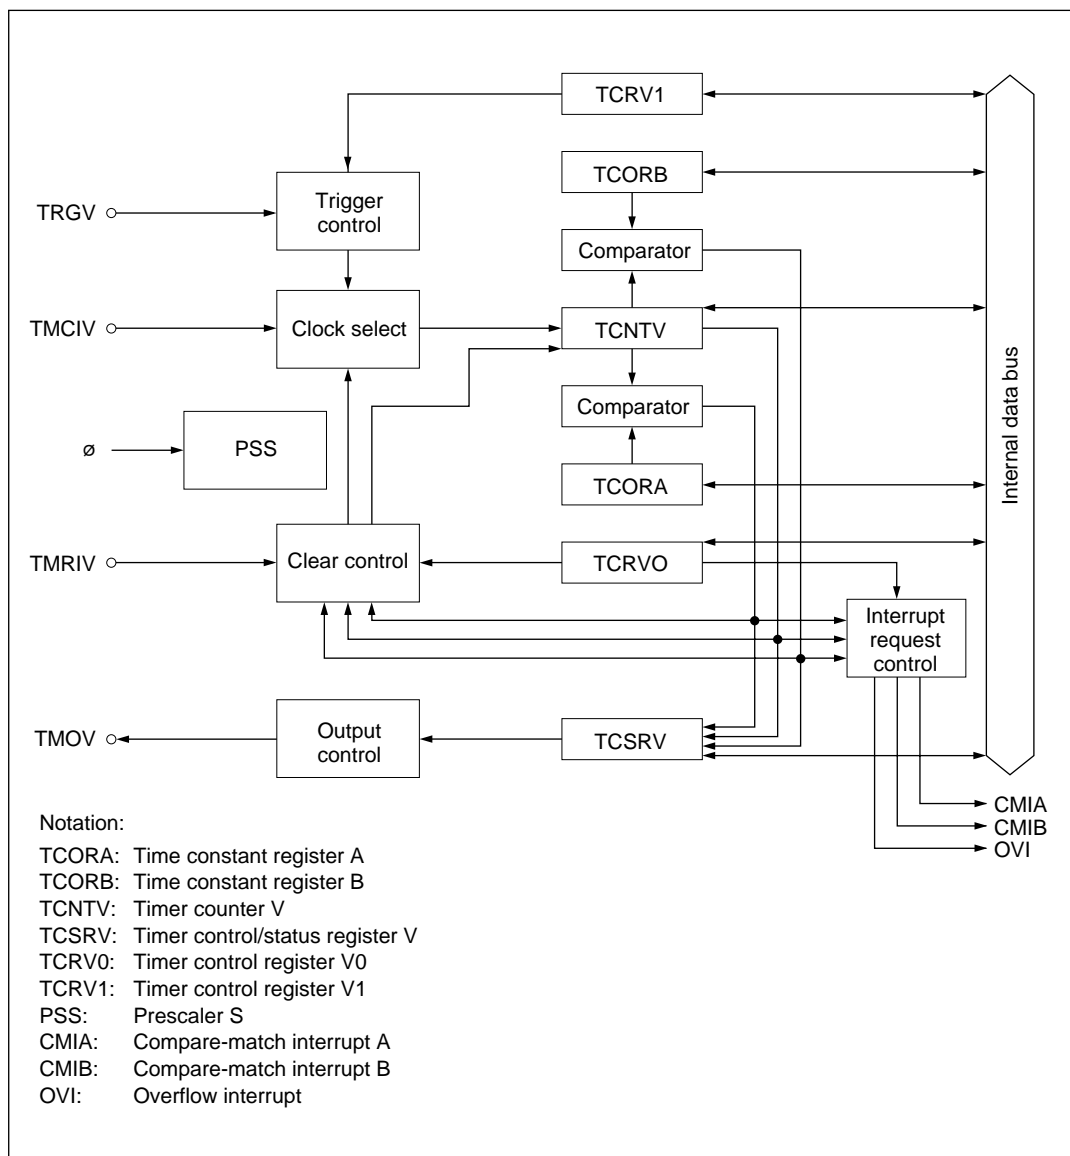 TCRV1
TCORB
TRGV
Trigger
control
Comparator
TMCIV
Clock select
TCNTV
Internal data bus
Comparator
ø
PSS
TCORA
TMRIV
Clear control
TCRVO
Interrupt
request
control
TMOV
Output
control
TCSRV
CMIA
CMIB
OVI
Notation:
TCORA: Time constant register A
TCORB: Time constant register B
TCNTV: Timer counter V
TCSRV: Timer control/status register V
TCRV0: Timer control register V0
TCRV1: Timer control register V1
PSS: Prescaler S
CMIA: Compare-match interrupt A
CMIB: Compare-match interrupt B
OVI: Overflow interrupt